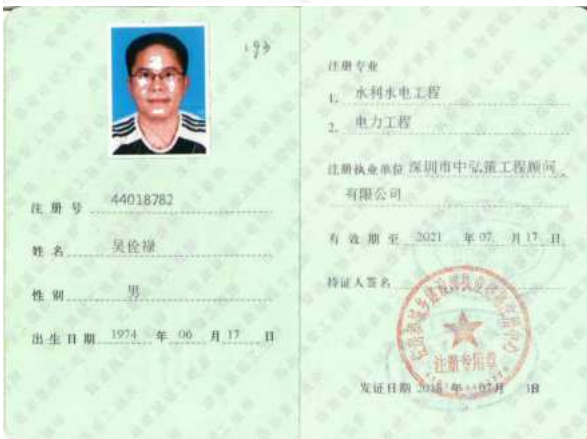 注 册 号 44018782
姓 名 吴伦禄
性 别 男
出 生 日 期 1974 年 06 月 17 日
注 册 专 业
1. 水利水电工程
2. 电力工程
注册执业单位 深圳市中弘策工程顾问
有限公司
有 效 期 至 2021 年 07 月 17 日
持证人签名
注册专用章
发证日期 2018 年 07 月 18 日